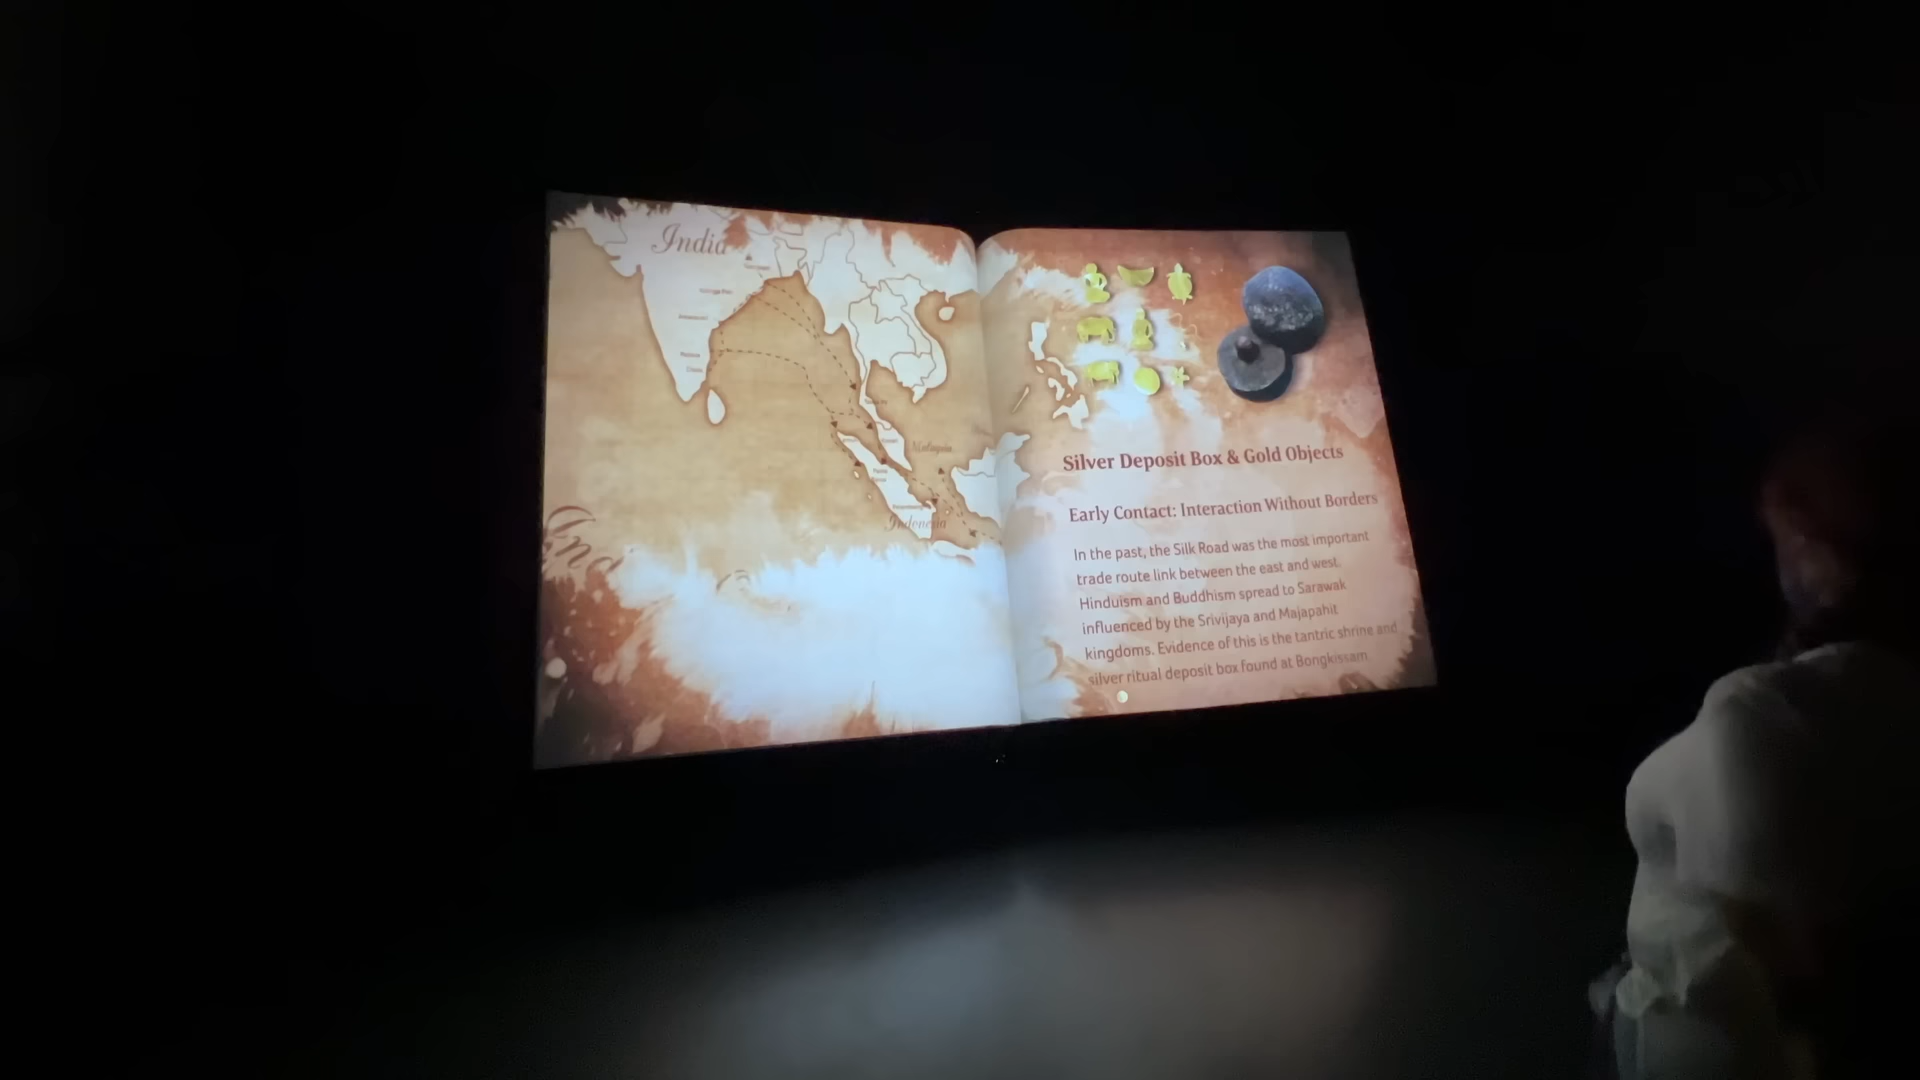 India
Malaysia
Indonesia
Ind
Silver Deposit Box & Gold Objects
Early Contact: Interaction Without Borders
In the past, the Silk Road was the most important
trade route link between the east and west.
Hinduism and Buddhism spread to Sarawak
influenced by the Srivijaya and Majapahit
kingdoms. Evidence of this is the tantric shrine and
silver ritual deposit box found at Bongkissam.